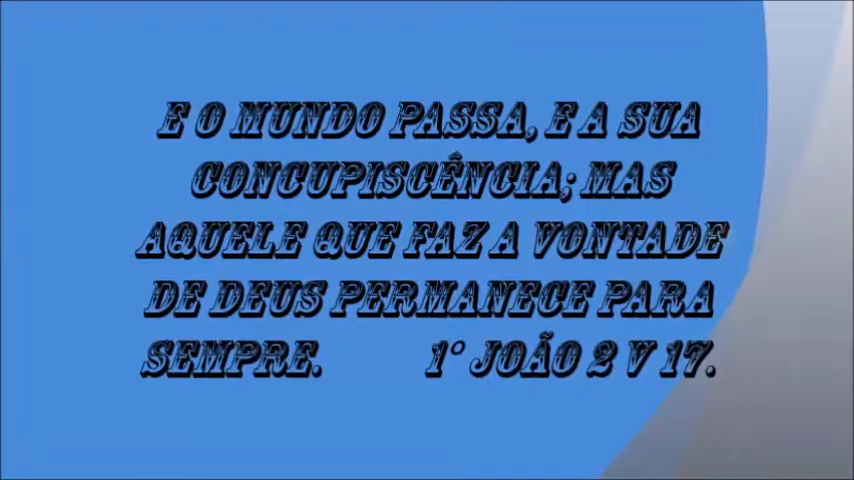 E O MUNDO PASSA, E A SUA
CONCUPISCÊNCIA; MAS
AQUELE QUE FAZ A VONTADE
DE DEUS PERMANECE PARA
SEMPRE. 1° JOÃO 2 V 17.